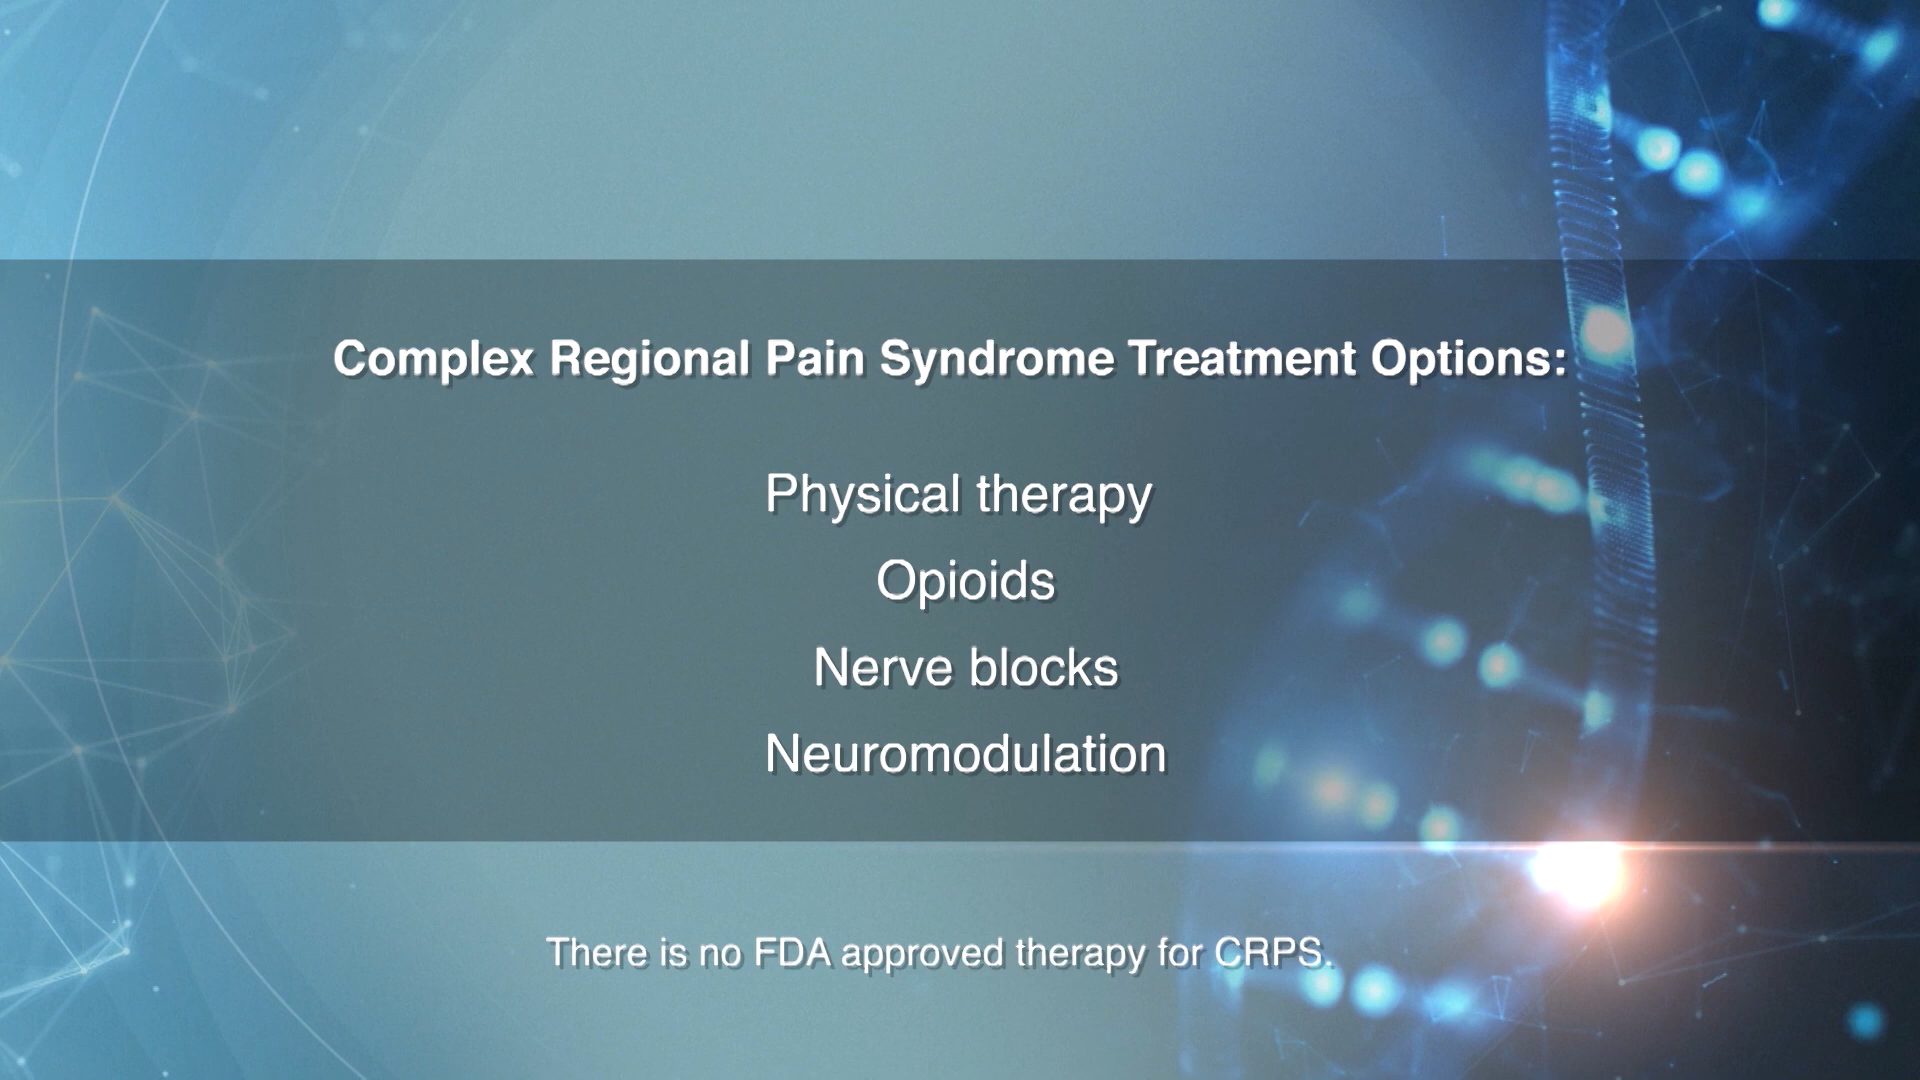 Complex Regional Pain Syndrome Treatment Options:
Physical therapy
Opioids
Nerve blocks
Neuromodulation
There is no FDA approved therapy for CRPS.